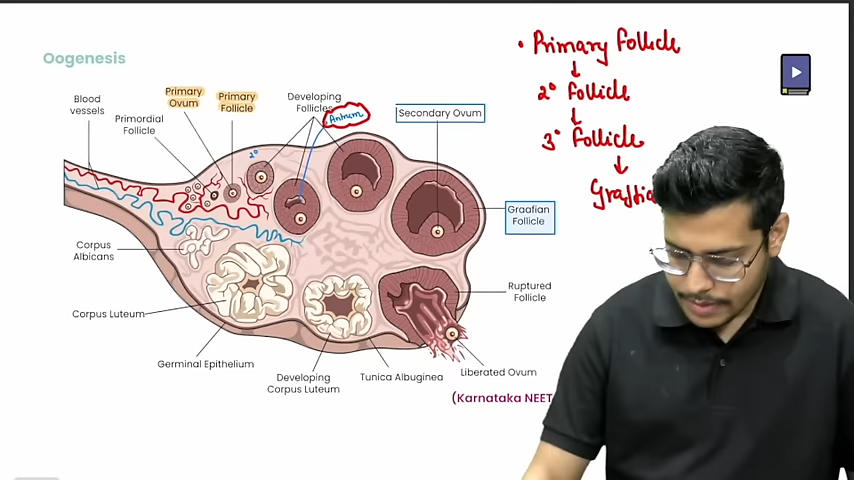 Oogenesis
• Primary Follicle
2° Follicle
3° Follicle
Blood
vessels
Primordial
Follicle
Primary
Ovum
Primary
Follicle
Developing
Follicles
Antrum
Secondary Ovum
2°
Graafian
Follicle
Corpus
Albicans
Ruptured
Follicle
Corpus Luteum
Germinal Epithelium
Developing
Corpus Luteum
Tunica Albuginea
Liberated Ovum
(Karnataka NEET